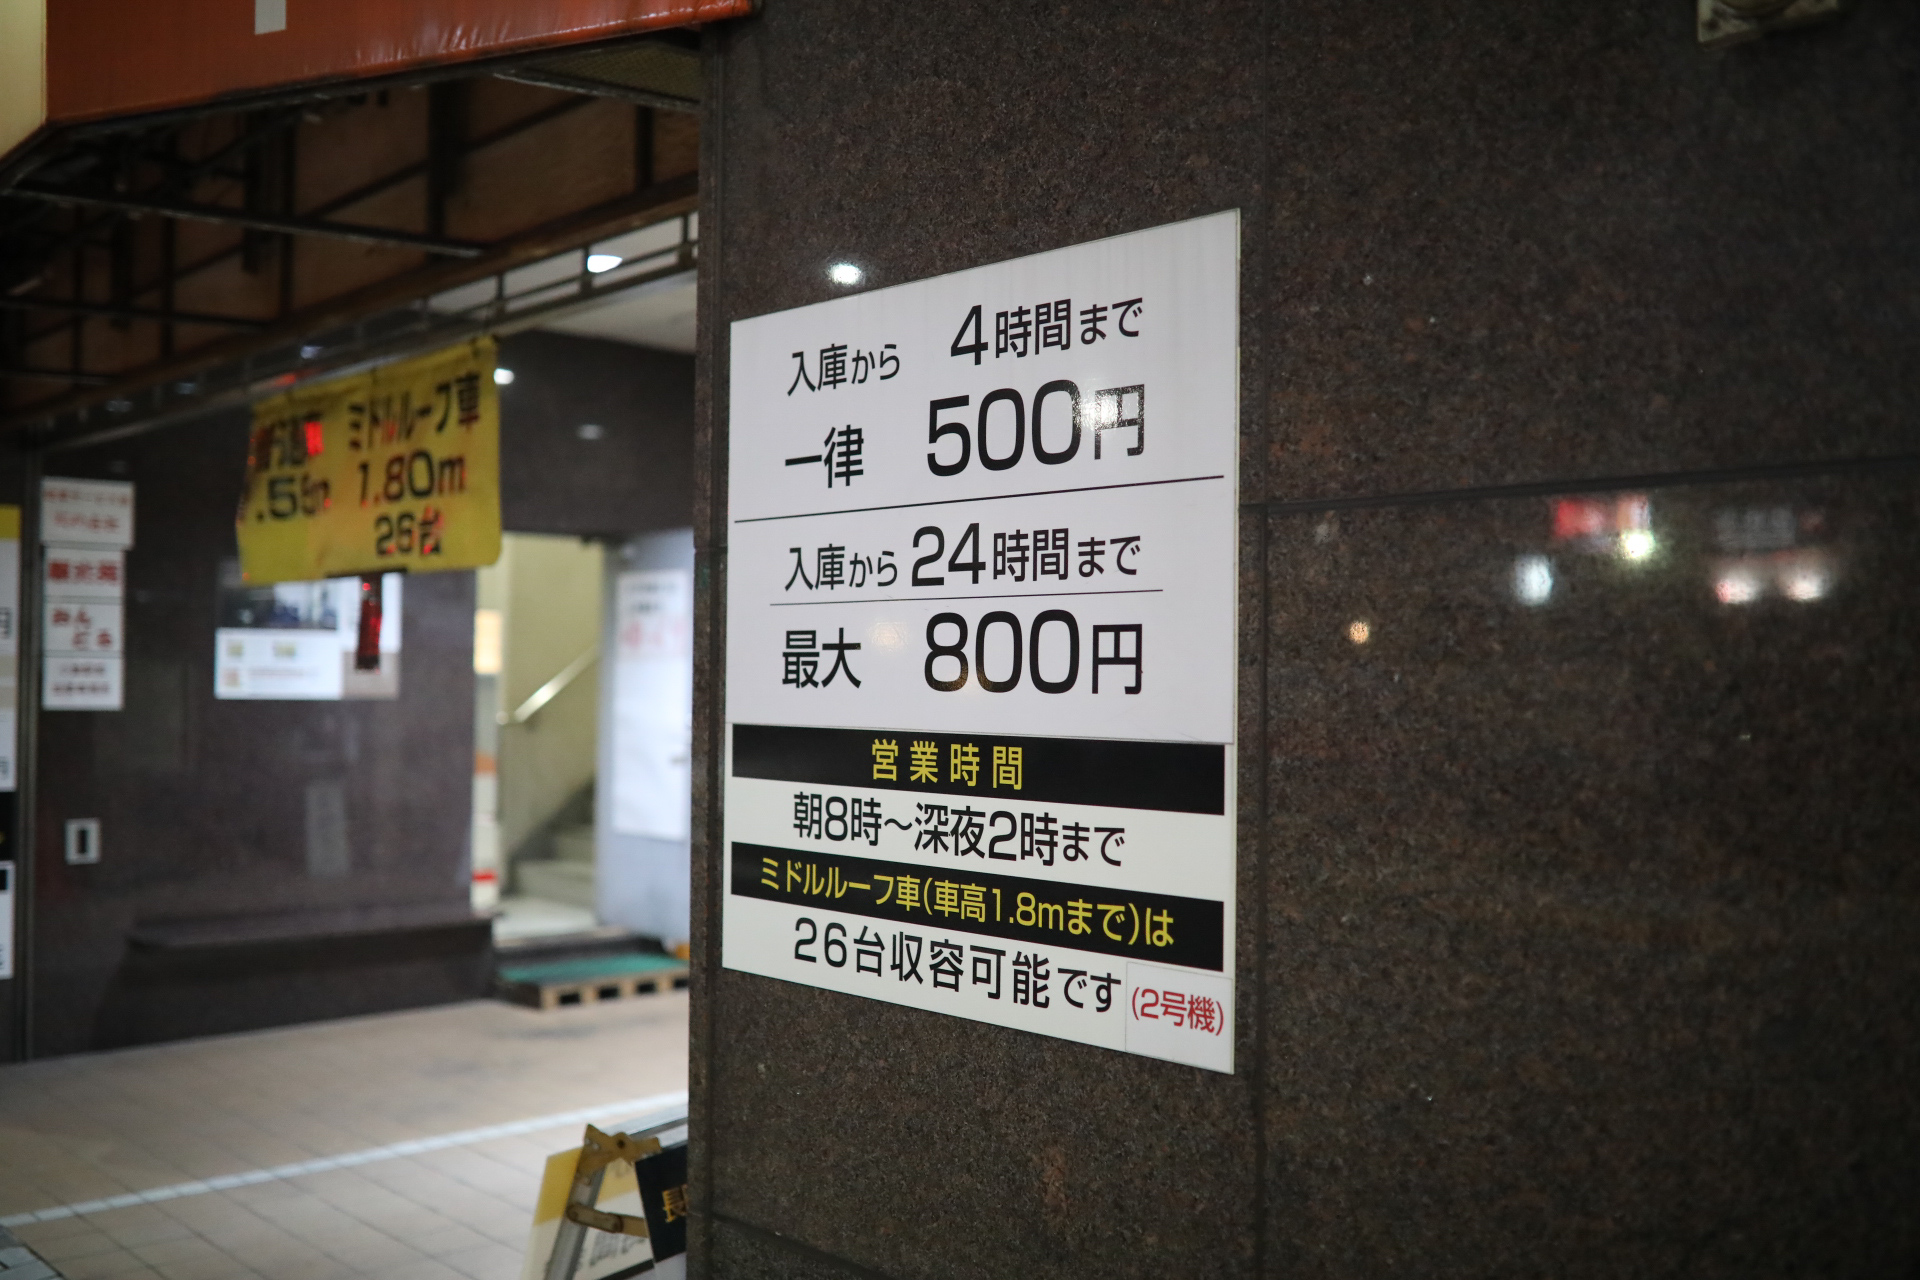 入庫から 4時間まで
一律 500円
入庫から 24時間まで
最大 800円
営業時間
朝8時～深夜2時まで
ミドルルーフ車(車高1.8mまで)は
26台収容可能です (2号機)
ミドルルーフ車
1.80m
26台